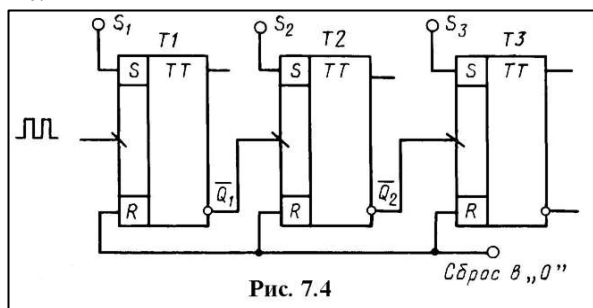 S1 S2 S3
T1 T2 T3
S TT S TT S TT
Q̅1 Q̅2
R R R
Сброс в „0”
Рис. 7.4